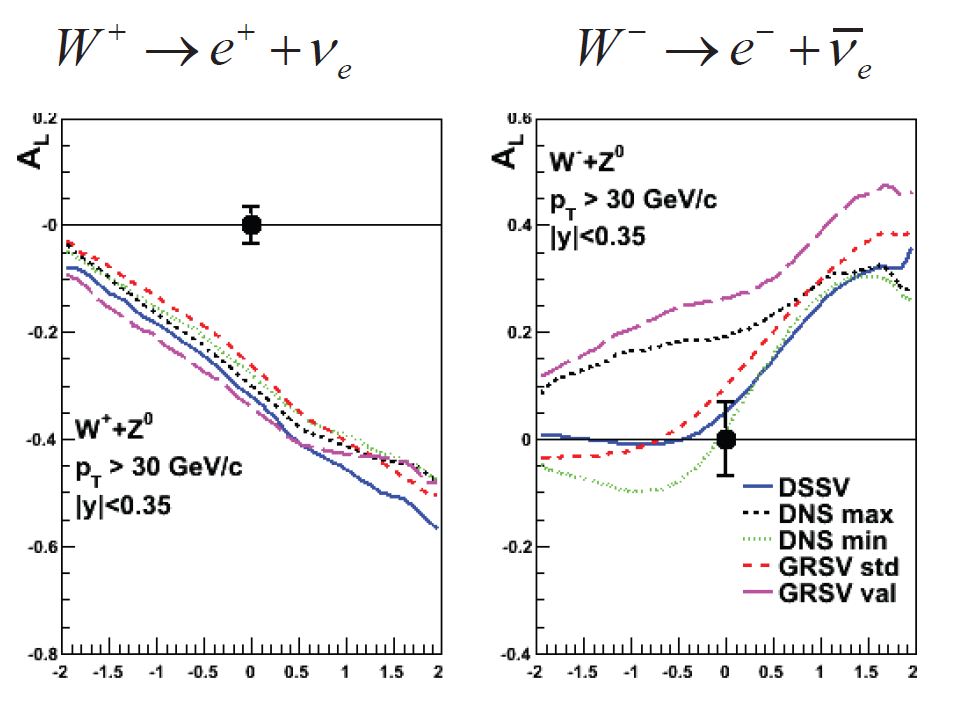 W⁺ → e⁺ + ν_e
W⁻ → e⁻ + ν̅_e
0.2
-0
-0.2
-0.4
-0.6
-0.8
A_L
W⁺+Z⁰
p_T > 30 GeV/c
|y|<0.35
-2 -1.5 -1 -0.5 0 0.5 1 1.5 2
0.6
0.4
0.2
0
-0.2
-0.4
A_L
W⁻+Z⁰
p_T > 30 GeV/c
|y|<0.35
DSSV
DNS max
DNS min
GRSV std
GRSV val
-2 -1.5 -1 -0.5 0 0.5 1 1.5 2